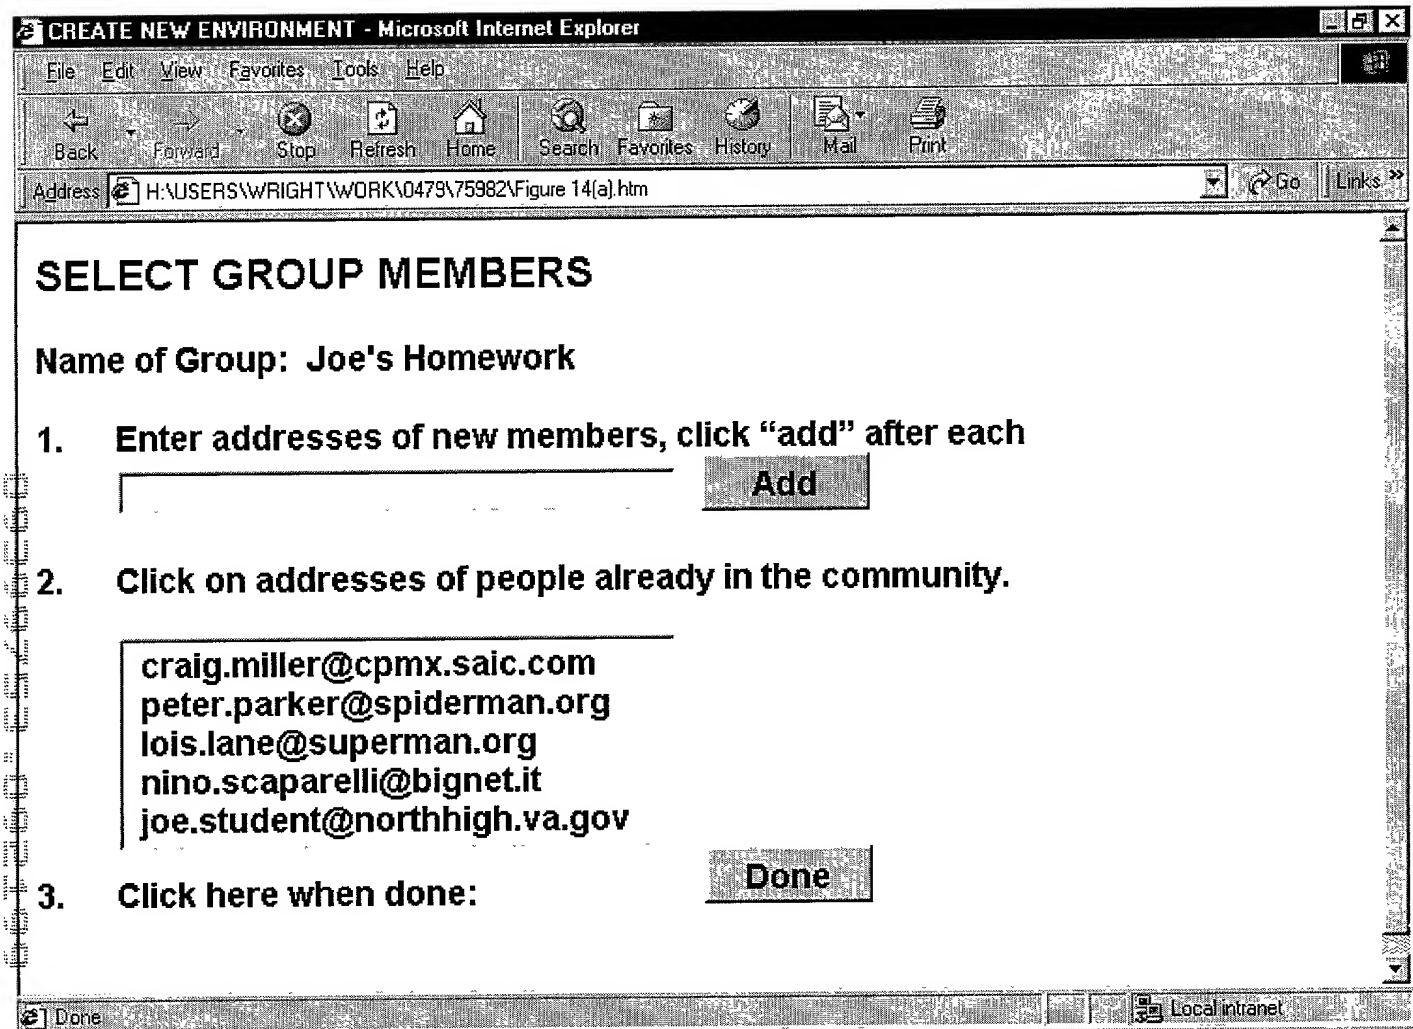 CREATE NEW ENVIRONMENT - Microsoft Internet Explorer
File Edit View Favorites Tools Help
Back Forward Stop Refresh Home Search Favorites History Mail Print
Address H:\USERS\WRIGHT\WORK\0479\75982\Figure 14(a).htm Go Links »
SELECT GROUP MEMBERS
Name of Group: Joe's Homework
1. Enter addresses of new members, click “add” after each
Add
2. Click on addresses of people already in the community.
craig.miller@cpmx.saic.com
peter.parker@spiderman.org
lois.lane@superman.org
nino.scaparelli@bignet.it
joe.student@northhigh.va.gov
Done
3. Click here when done:
Done Local intranet